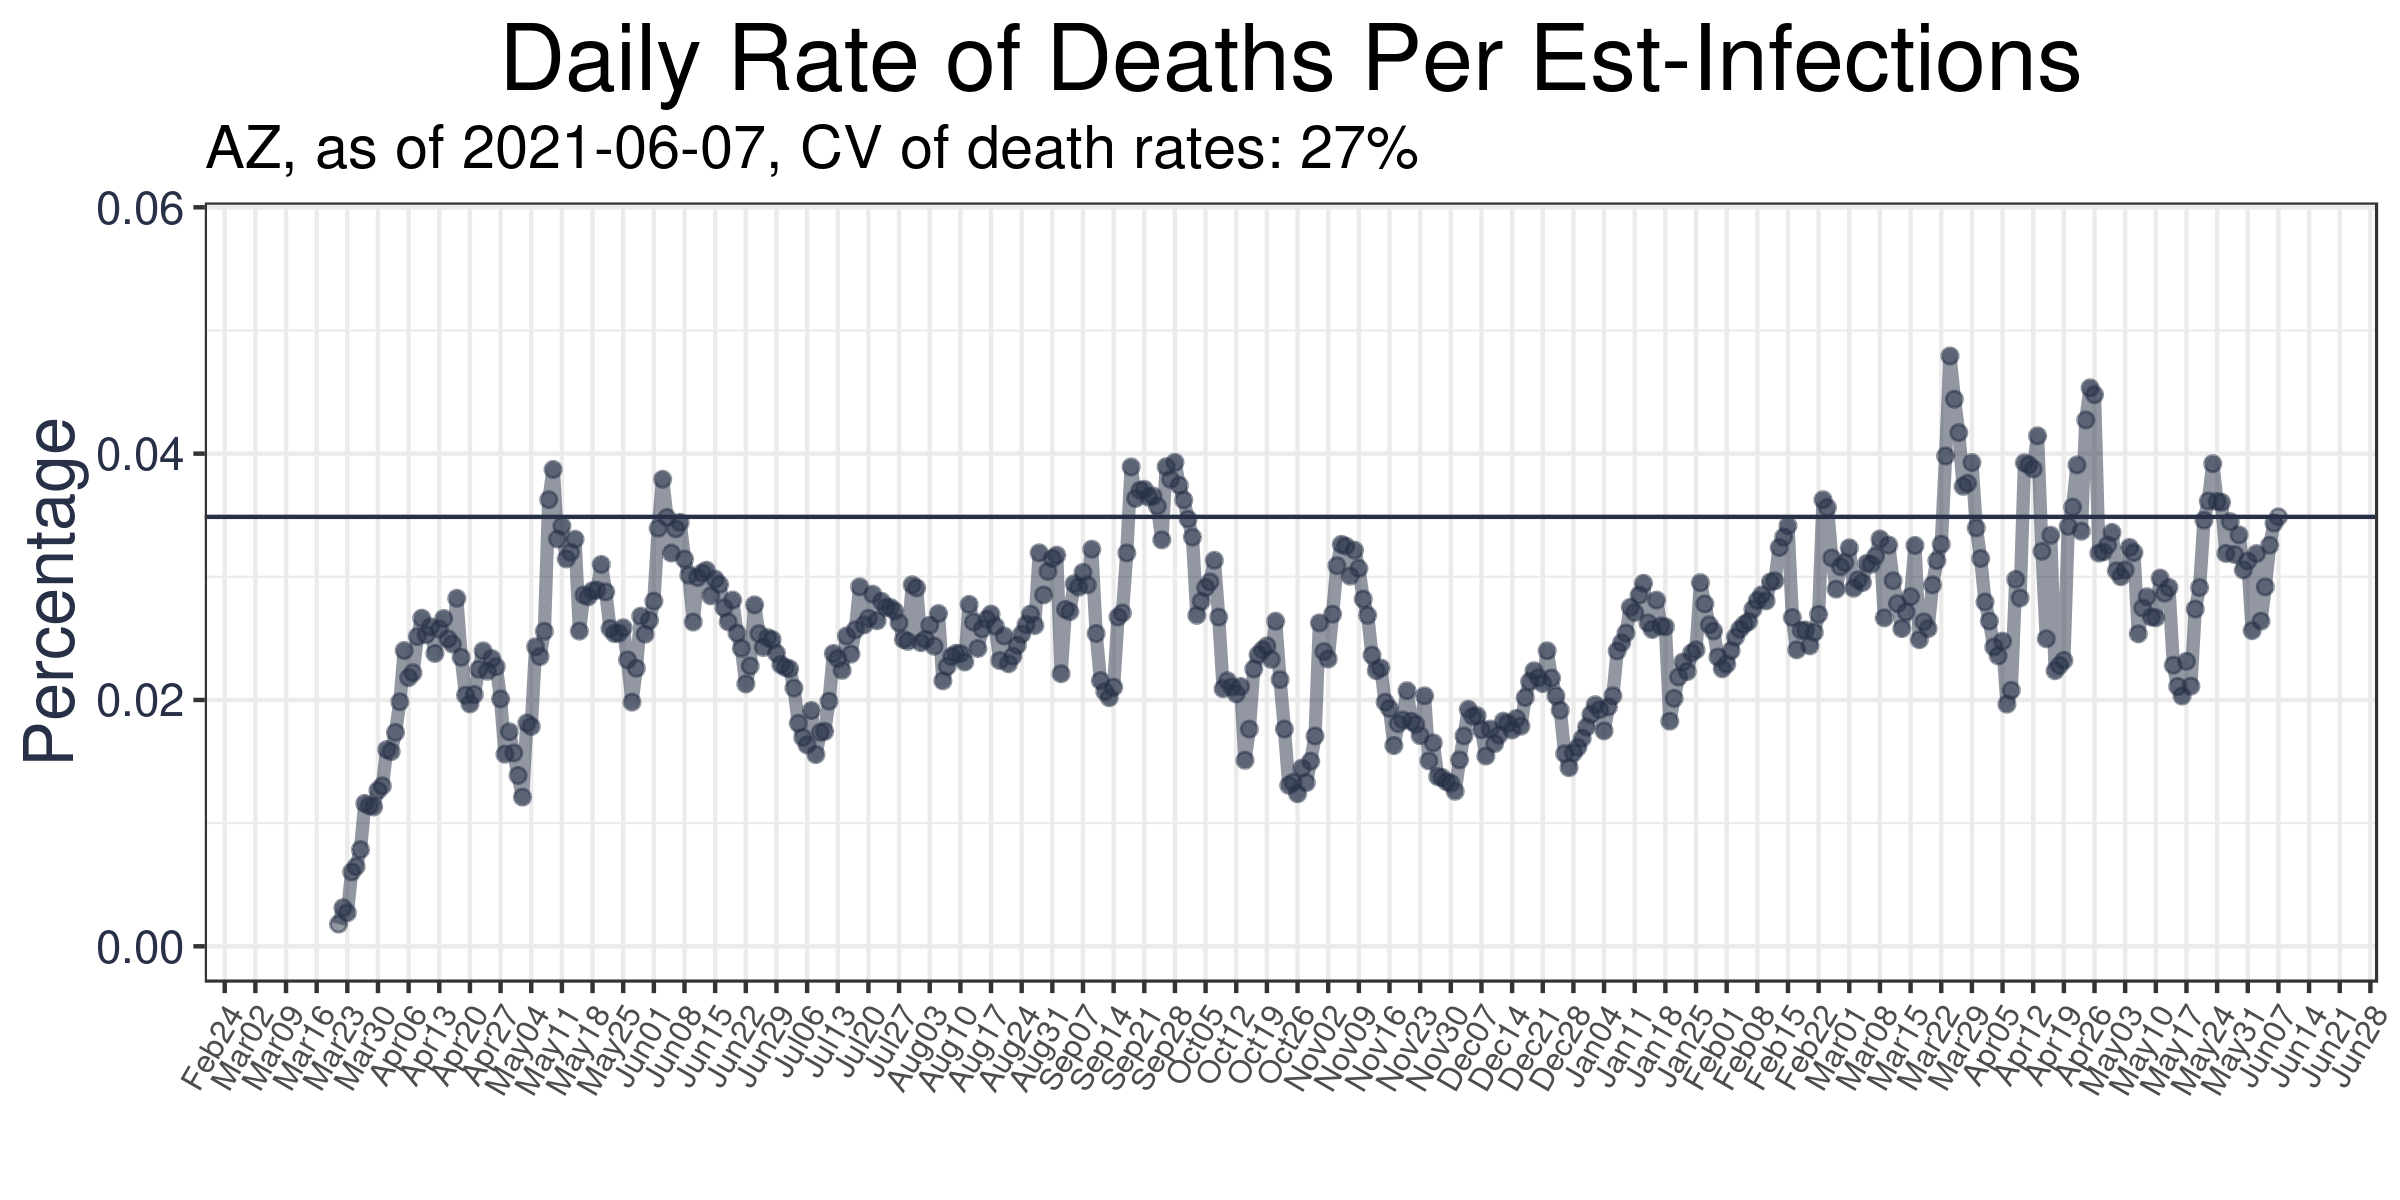 Daily Rate of Deaths Per Est-Infections
AZ, as of 2021-06-07, CV of death rates: 27%
Percentage
0.06
0.04
0.02
0.00
Feb24
Mar02
Mar09
Mar16
Mar23
Mar30
Apr06
Apr13
Apr20
Apr27
May04
May11
May18
May25
Jun01
Jun08
Jun15
Jun22
Jun29
Jul06
Jul13
Jul20
Jul27
Aug03
Aug10
Aug17
Aug24
Aug31
Sep07
Sep14
Sep21
Sep28
Oct05
Oct12
Oct19
Oct26
Nov02
Nov09
Nov16
Nov23
Nov30
Dec07
Dec14
Dec21
Dec28
Jan04
Jan11
Jan18
Jan25
Feb01
Feb08
Feb15
Feb22
Mar01
Mar08
Mar15
Mar22
Mar29
Apr05
Apr12
Apr19
Apr26
May03
May10
May17
May24
May31
Jun07
Jun14
Jun21
Jun28